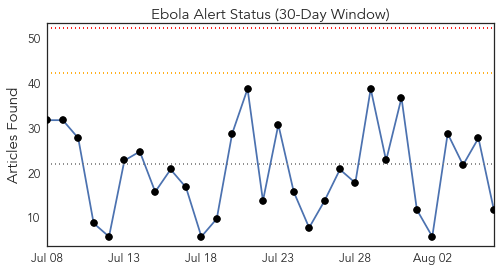 Ebola Alert Status (30-Day Window)
50
40
30
20
10
Articles Found
Jul 08 Jul 13 Jul 18 Jul 23 Jul 28 Aug 02